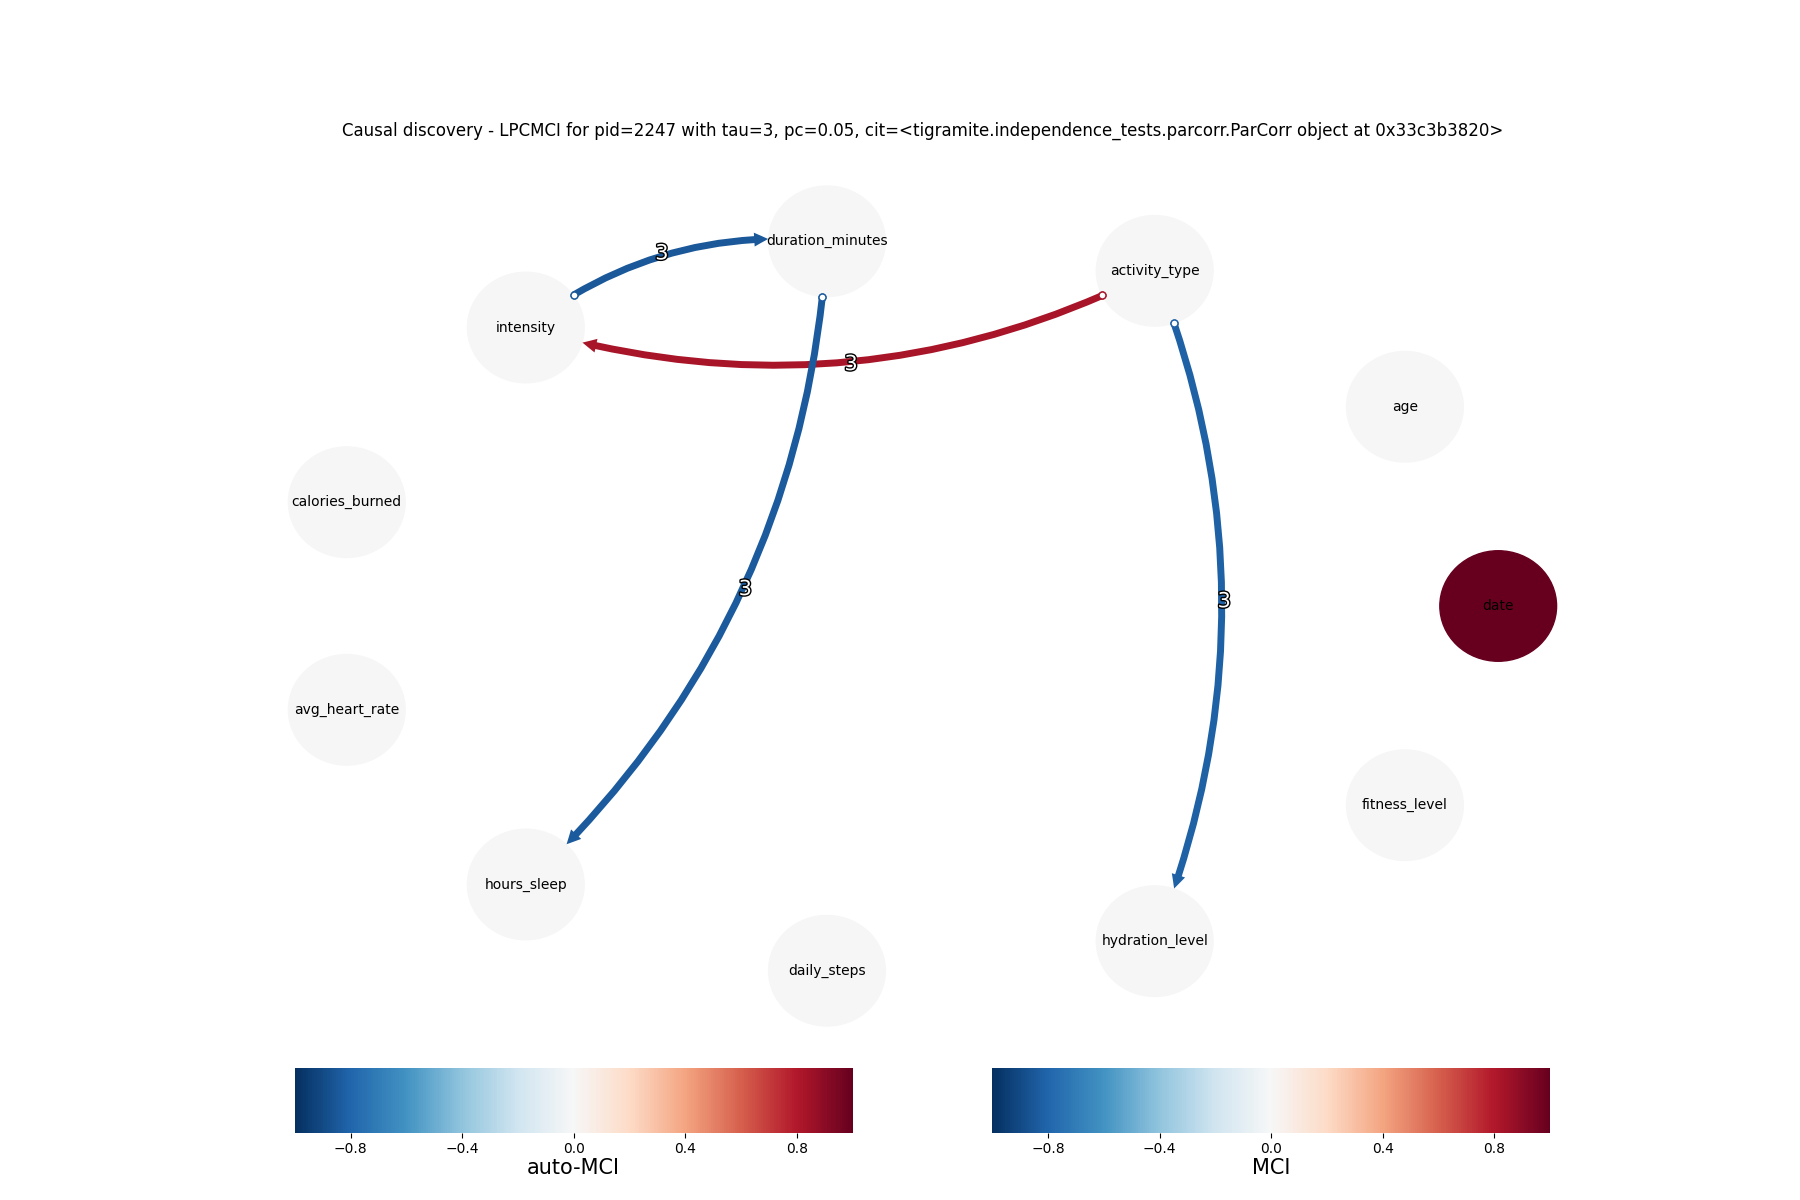 Causal discovery - LPCMCI for pid=2247 with tau=3, pc=0.05, cit=<tigramite.independence_tests.parcorr.ParCorr object at 0x33c3b3820>
duration_minutes
3
activity_type
intensity
3
age
calories_burned
3
3
date
avg_heart_rate
fitness_level
hours_sleep
hydration_level
daily_steps
−0.8 −0.4 0.0 0.4 0.8
auto-MCI
−0.8 −0.4 0.0 0.4 0.8
MCI